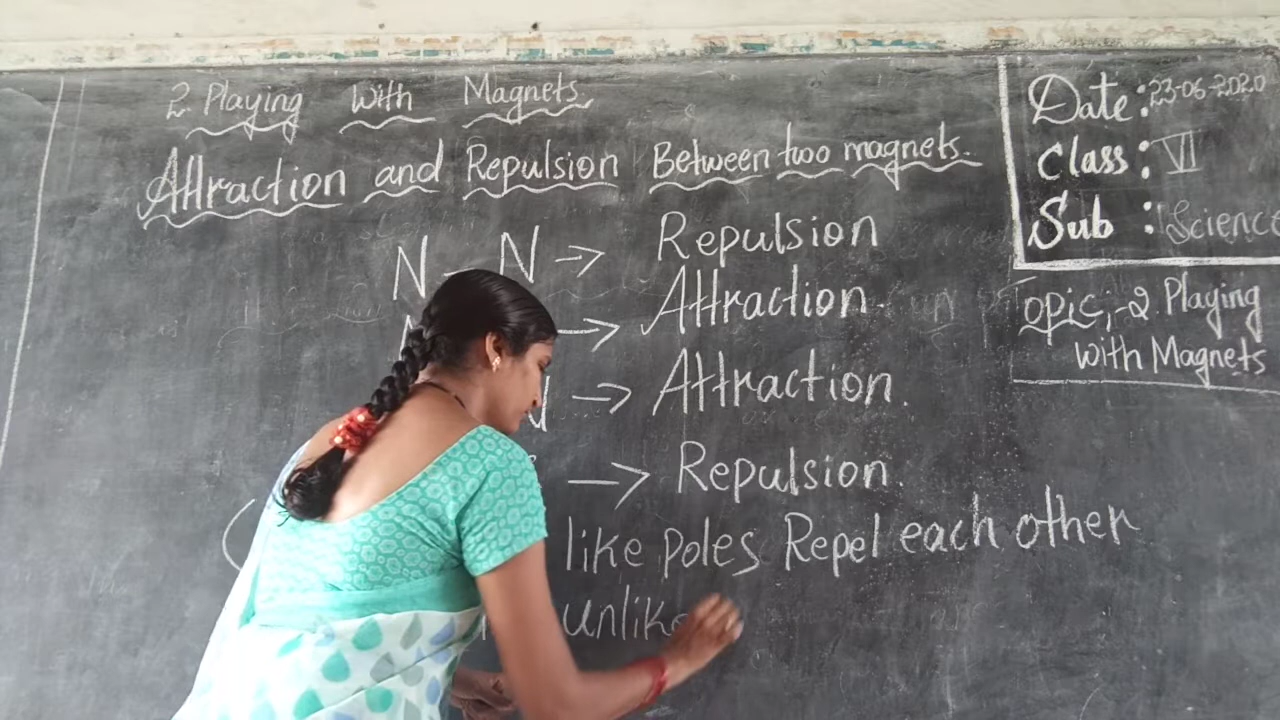 2. Playing With Magnets.
Attraction and Repulsion Between two magnets.
N - N → Repulsion
→ Attraction.
→ Attraction.
→ Repulsion.
like poles Repel each other
unlike
Date: 23-06-2020
Class: VI
Sub : Science
Topic;-2 Playing
with Magnets